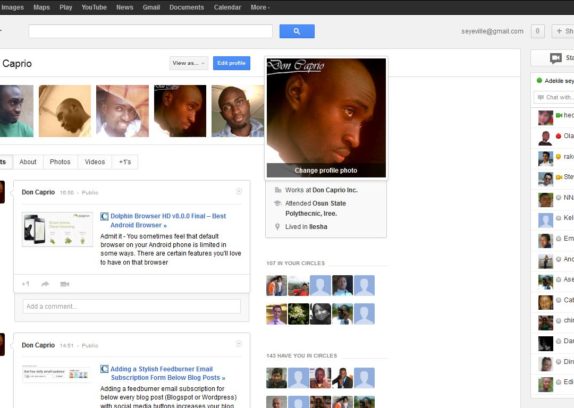 Images Maps Play YouTube News Gmail Documents Calendar More
seyeville@gmail.com 0 + Sh
Caprio View as... Edit profile
Don Caprio
Change profile photo
About Photos Videos +1's
Works at Don Caprio Inc.
Attended Osun State
Polythecnic, Iree.
Lived in Ilesha
Don Caprio 16:50 - Public
Dolphin Browser HD v8.0.0 Final – Best
Android Browser »
Admit it - You sometimes feel that default
browser on your Android phone is limited in
some ways. There are certain features you'll
love to have on that browser
+1
Add a comment...
Don Caprio 14:51 - Public
Adding a Stylish Feedburner Email
Subscription Form Below Blog Posts »
Adding a feedburner email subscription for
below every blog post (Blogspot or Wordpress)
with social media buttons increases your blog
107 IN YOUR CIRCLES
143 HAVE YOU IN CIRCLES
Sta
Adelde sey
Chat with...
hec
Ola
raku
Stev
NNa
Kel
Em
And
Ase
Cat
chir
Dar
Din
Edi